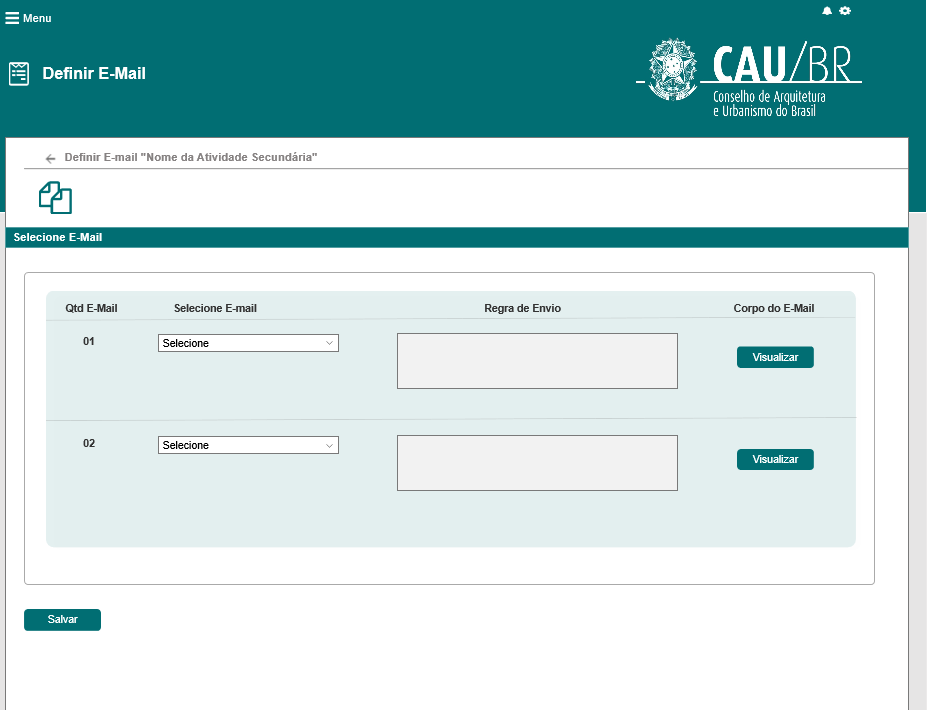 Menu
Definir E-Mail
CAU/BR
Conselho de Arquitetura
e Urbanismo do Brasil
Definir E-mail "Nome da Atividade Secundária"
Selecione E-Mail
Qtd E-Mail Selecione E-mail Regra de Envio Corpo do E-Mail
01 Selecione Visualizar
02 Selecione Visualizar
Salvar